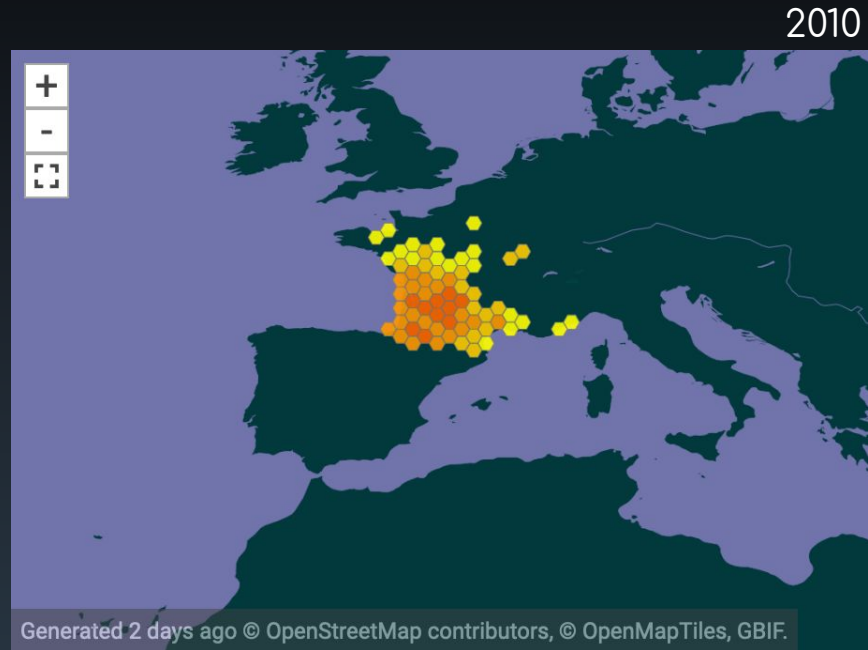 2010
+
-
Generated 2 days ago © OpenStreetMap contributors, © OpenMapTiles, GBIF.